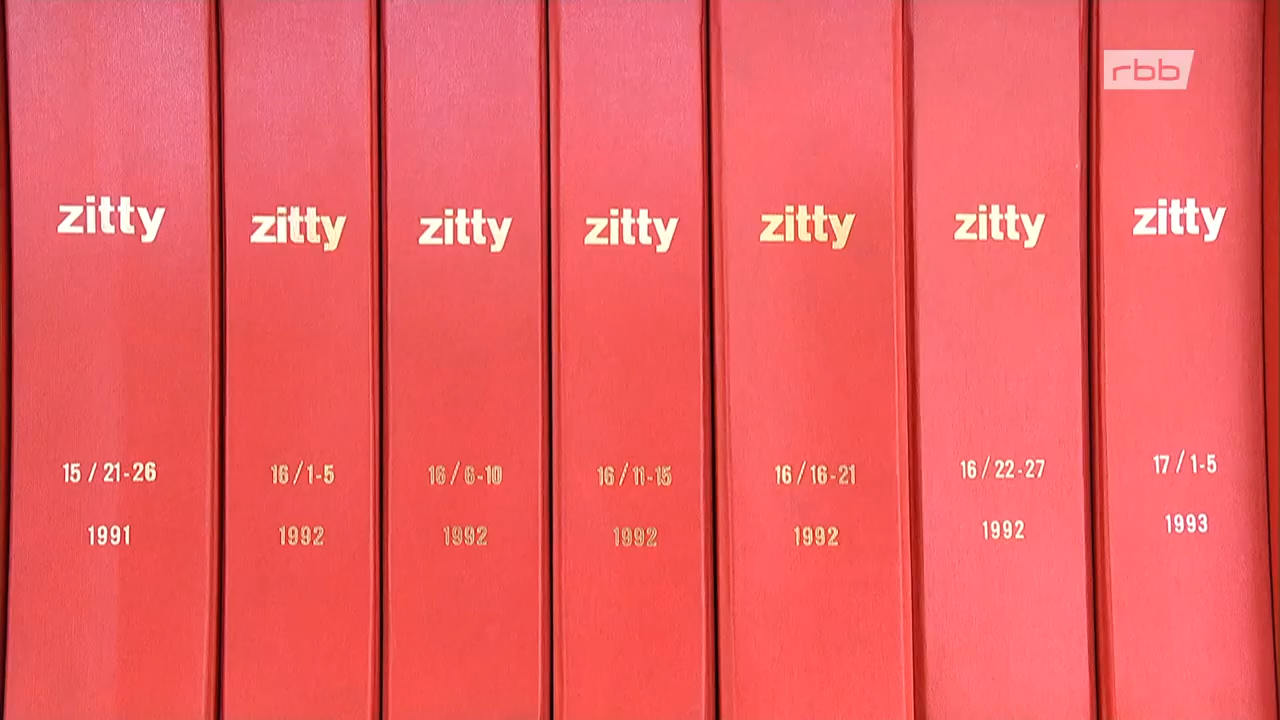 rbb
zitty
15 / 21-26
1991
zitty
16 / 1-5
1992
zitty
16 / 6-10
1992
zitty
16 / 11-15
1992
zitty
16 / 16-21
1992
zitty
16 / 22-27
1992
zitty
17 / 1-5
1993